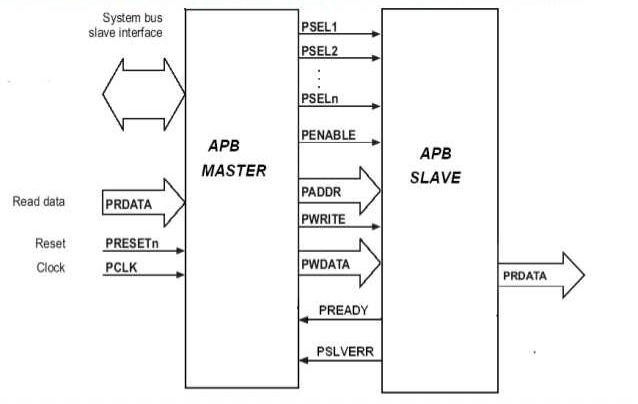 System bus
slave interface
PSEL1
PSEL2
PSELn
PENABLE
APB
MASTER
APB
SLAVE
Read data
PRDATA
PADDR
PWRITE
Reset
PRESETn
Clock
PCLK
PWDATA
PRDATA
PREADY
PSLVERR